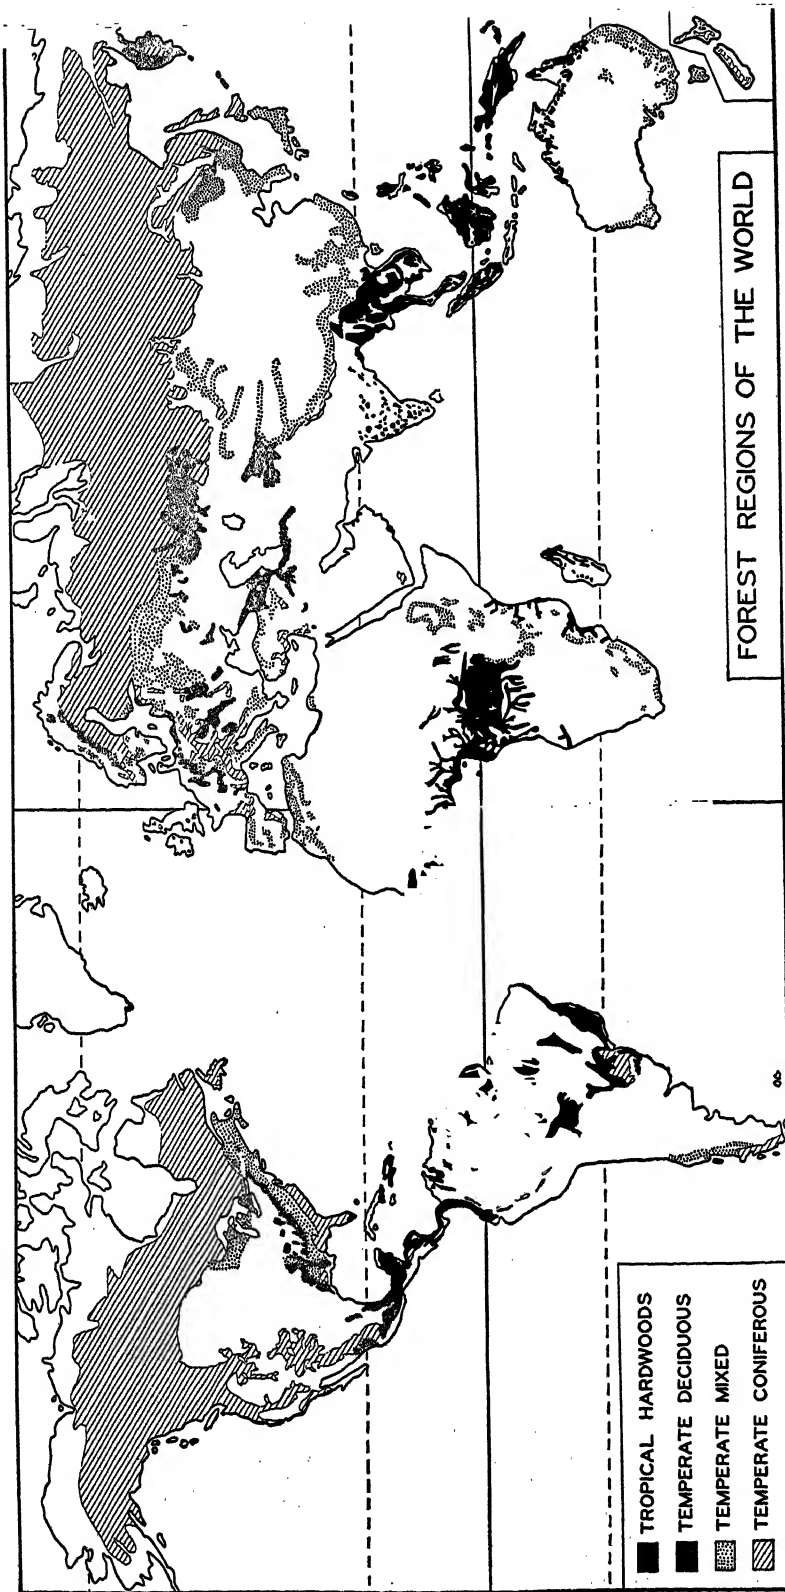 FOREST REGIONS OF THE WORLD
TROPICAL HARDWOODS
TEMPERATE DECIDUOUS
TEMPERATE MIXED
TEMPERATE CONIFEROUS